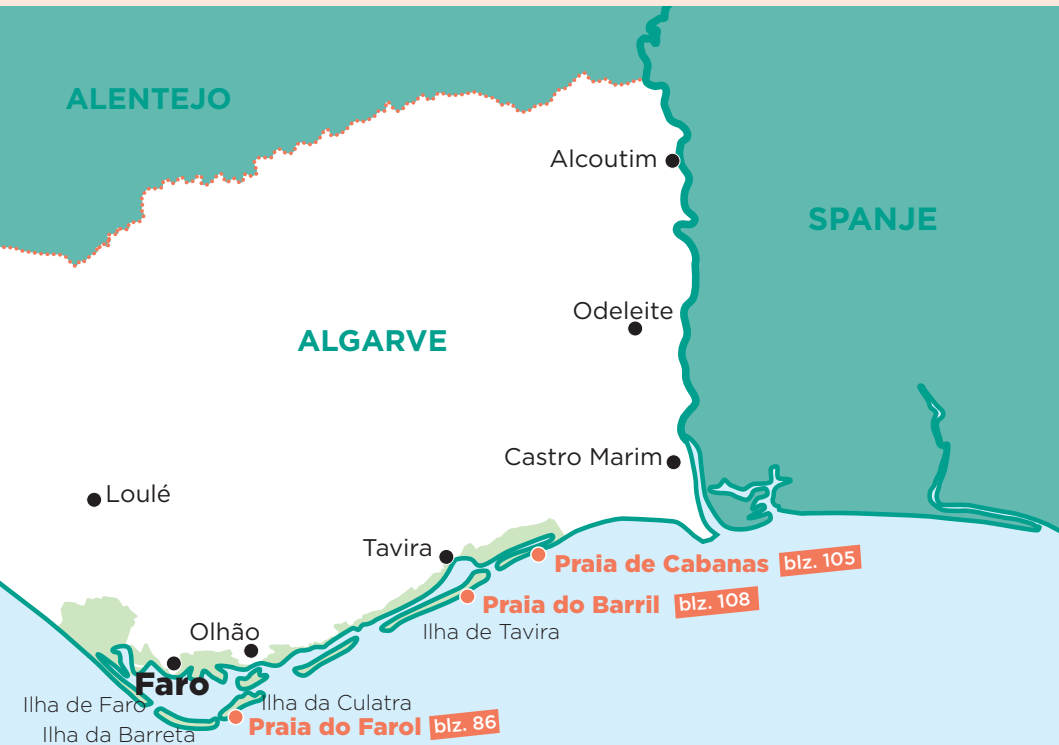 ALENTEJO
Alcoutim
SPANJE
Odeleite
ALGARVE
Castro Marim
Loulé
Tavira
Praia de Cabanas blz. 105
Praia do Barril blz. 108
Ilha de Tavira
Olhão
Faro
Ilha de Faro
Ilha da Culatra
Praia do Farol blz. 86
Ilha da Barreta